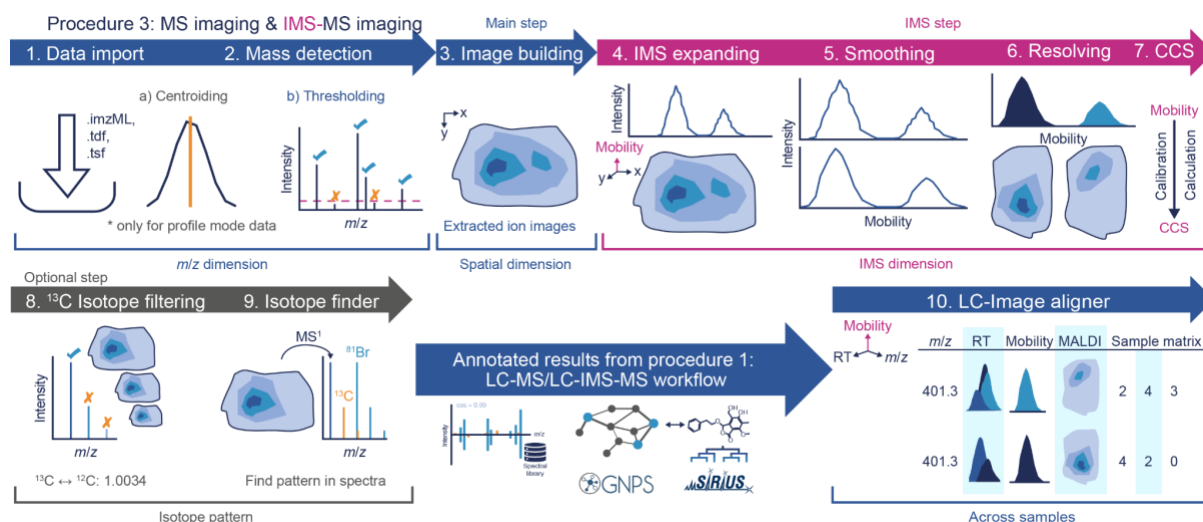 Procedure 3: MS imaging & IMS-MS imaging
Main step
IMS step
1. Data import
2. Mass detection
3. Image building
4. IMS expanding
5. Smoothing
6. Resolving
7. CCS
.imzML,
.tdf,
.tsf
a) Centroiding
* only for profile mode data
b) Thresholding
Intensity
m/z
x
y
Extracted ion images
Intensity
Mobility
y
x
Intensity
Mobility
Mobility
Mobility
Calibration
Calculation
CCS
m/z dimension
Spatial dimension
IMS dimension
Optional step
8. ¹³C Isotope filtering
9. Isotope finder
Intensity
m/z
¹³C ↔ ¹²C: 1.0034
MS¹
¹³C
⁸¹Br
Find pattern in spectra
Isotope pattern
Annotated results from procedure 1:
LC-MS/LC-IMS-MS workflow
cos = 0.99
Intensity
m/z
Spectral
library
GNPS
OH
OH
O
O
O
SIRIUS
10. LC-Image aligner
Mobility
RT
m/z
m/z RT Mobility MALDI Sample matrix
401.3 2 4 3
401.3 4 2 0
Across samples